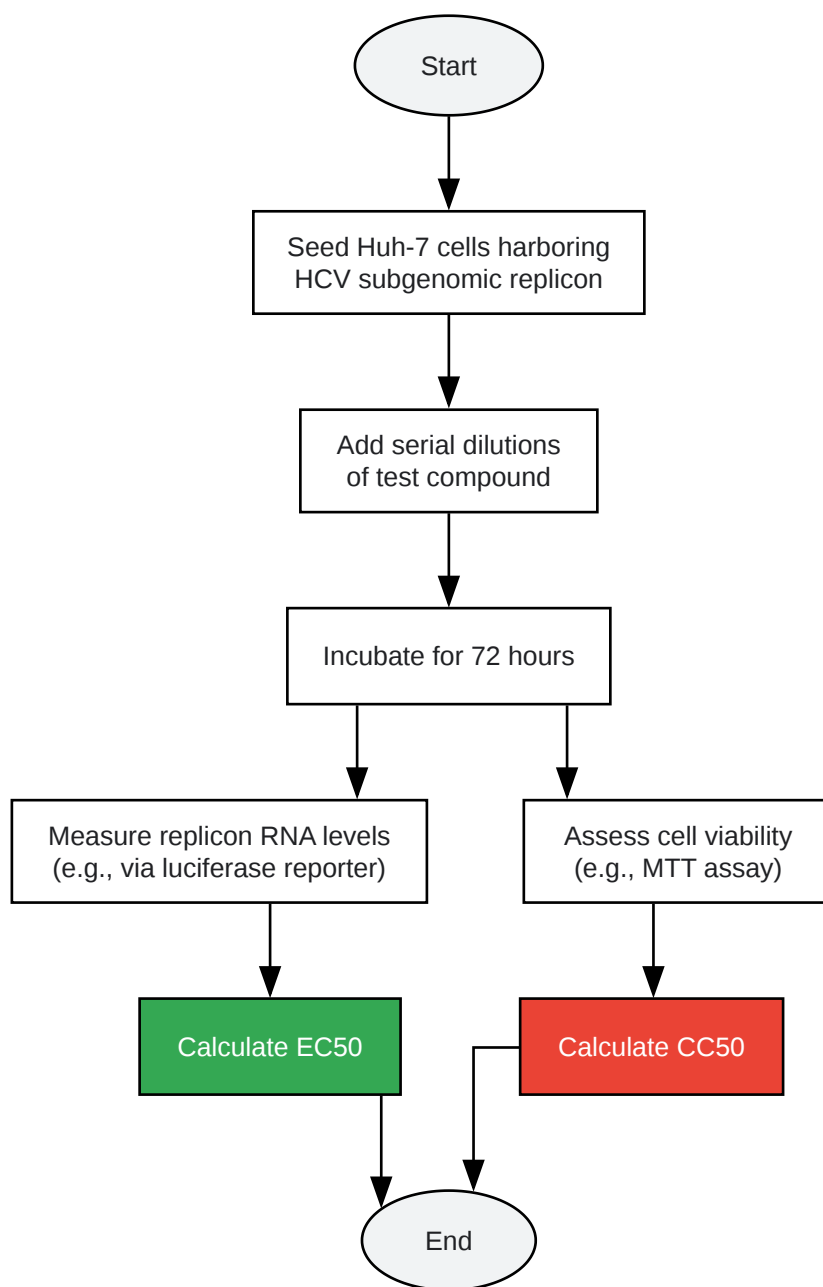 Start
Seed Huh-7 cells harboring
HCV subgenomic replicon
Add serial dilutions
of test compound
Incubate for 72 hours
Measure replicon RNA levels
(e.g., via luciferase reporter)
Assess cell viability
(e.g., MTT assay)
Calculate EC50
Calculate CC50
End